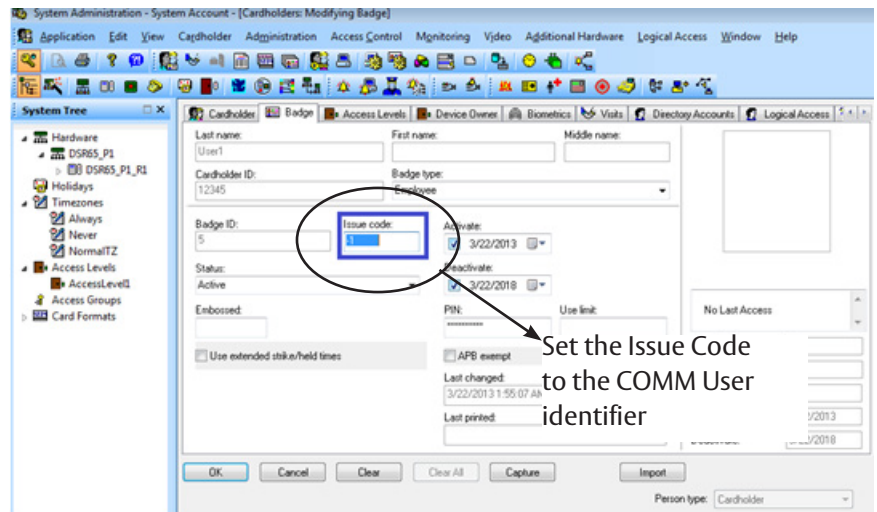 System Administration - System Account - [Cardholders: Modifying Badge]
Application Edit View Cardholder Administration Access Control Monitoring Video Additional Hardware Logical Access Window Help
System Tree
Cardholder Badge Access Levels Device Owner Biometrics Visits Directory Accounts Logical Access
Hardware
DSR65_P1
DSR65_P1_R1
Holidays
Timezones
Always
Never
NormalTZ
Access Levels
AccessLevel1
Access Groups
Card Formats
Last name: First name: Middle name:
User1
Cardholder ID: Badge type:
12345 Employee
Badge ID: Issue code: Activate:
5 3/22/2013
Status: Deactivate:
Active 3/22/2018
Embossed: PIN: Use limit: No Last Access
**********
Use extended strike/held times APB exempt
Last changed:
3/22/2013 1:55:07 AM
Last printed:
Set the Issue Code
to the COMM User
identifier
/2013
/2018
OK Cancel Clear Clear All Capture Import
Person type: Cardholder